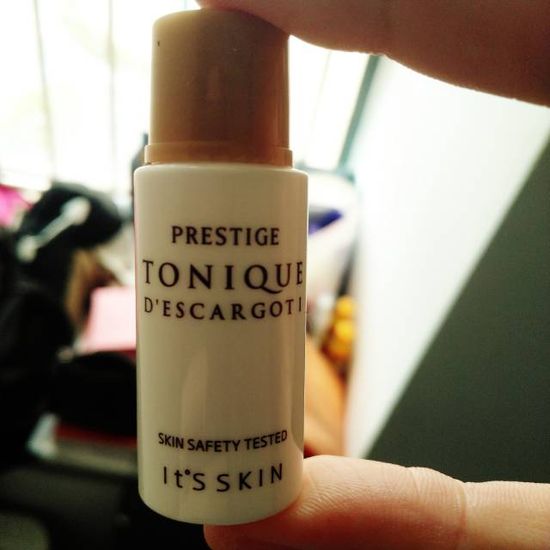 PRESTIGE
TONIQUE
D'ESCARGOT I
SKIN SAFETY TESTED
It'S SKIN